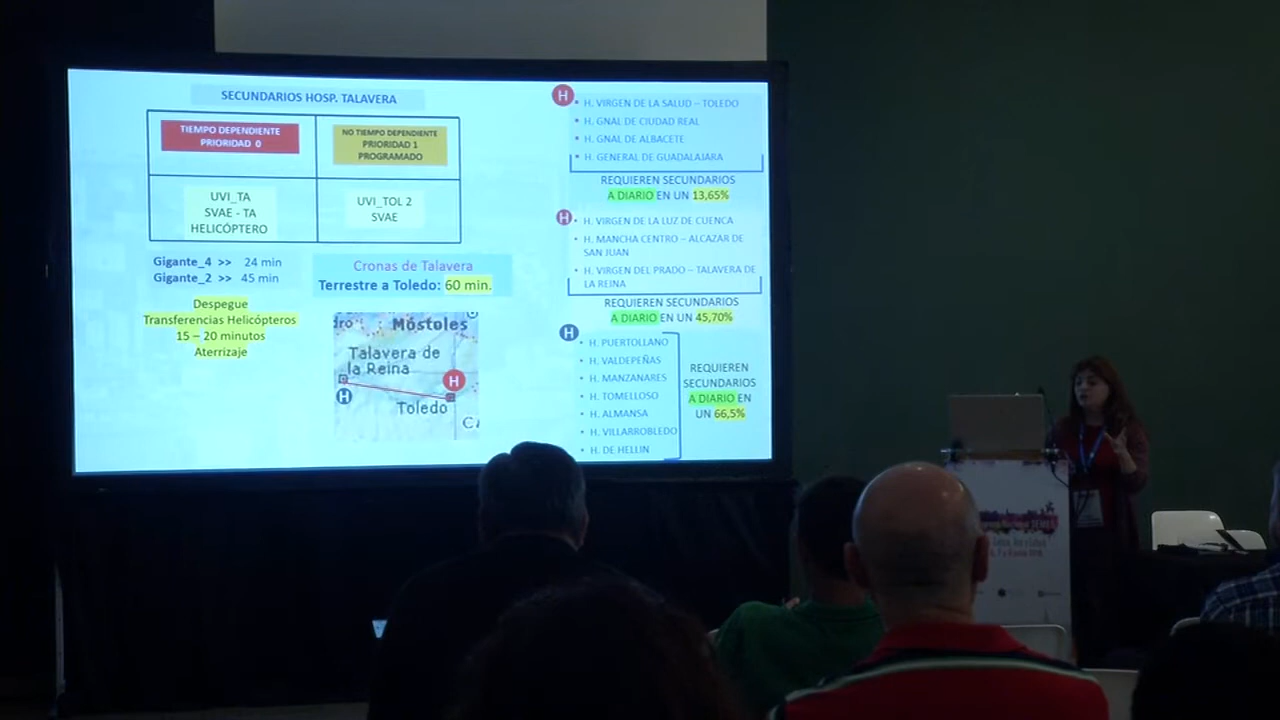 SECUNDARIOS HOSP. TALAVERA
TIEMPO DEPENDIENTE
PRIORIDAD 0
NO TIEMPO DEPENDIENTE
PRIORIDAD 1
PROGRAMADO
UVI_TA
SVAE - TA
HELICÓPTERO
UVI_TOL 2
SVAE
Gigante_4 >> 24 min
Gigante_2 >> 45 min
Despegue
Transferencias Helicópteros
15 – 20 minutos
Aterrizaje
Cronas de Talavera
Terrestre a Toledo: 60 min.
Móstoles
Talavera de
la Reina
H
H
Toledo
H
• H. VIRGEN DE LA SALUD – TOLEDO
• H. GNAL DE CIUDAD REAL
• H. GNAL DE ALBACETE
• H. GENERAL DE GUADALAJARA
REQUIEREN SECUNDARIOS
A DIARIO EN UN 13,65%
H
• H. VIRGEN DE LA LUZ DE CUENCA
• H. MANCHA CENTRO – ALCAZAR DE
SAN JUAN
• H. VIRGEN DEL PRADO – TALAVERA DE
LA REINA
REQUIEREN SECUNDARIOS
A DIARIO EN UN 45,70%
H
• H. PUERTOLLANO
• H. VALDEPEÑAS
• H. MANZANARES
• H. TOMELLOSO
• H. ALMANSA
• H. VILLARROBLEDO
• H. DE HELLIN
REQUIEREN
SECUNDARIOS
A DIARIO EN
UN 66,5%